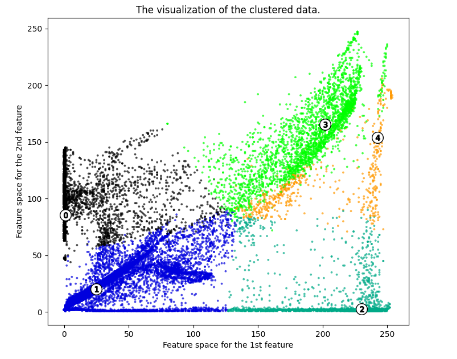 The visualization of the clustered data.
Feature space for the 2nd feature
250
200
150
100
50
0
0
1
2
3
4
0 50 100 150 200 250
Feature space for the 1st feature